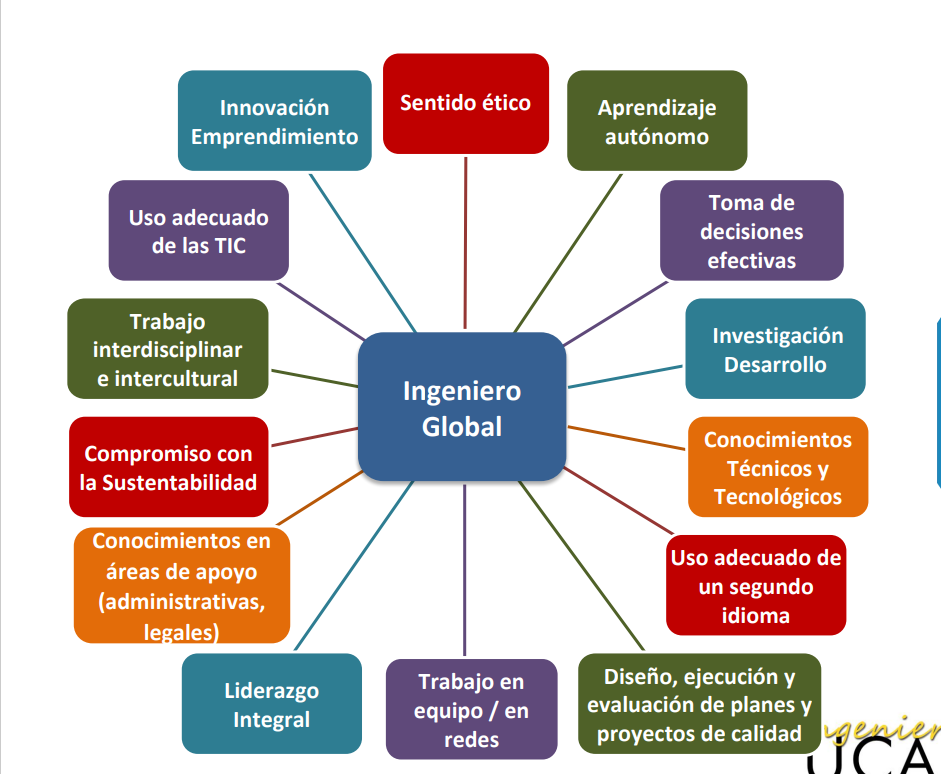 Sentido ético
Innovación
Emprendimiento
Aprendizaje
autónomo
Uso adecuado
de las TIC
Toma de
decisiones
efectivas
Trabajo
interdisciplinar
e intercultural
Investigación
Desarrollo
Ingeniero
Global
Compromiso con
la Sustentabilidad
Conocimientos
Técnicos y
Tecnológicos
Conocimientos en
áreas de apoyo
(administrativas,
legales)
Uso adecuado de
un segundo
idioma
Liderazgo
Integral
Trabajo en
equipo / en
redes
Diseño, ejecución y
evaluación de planes y
proyectos de calidad
UCA